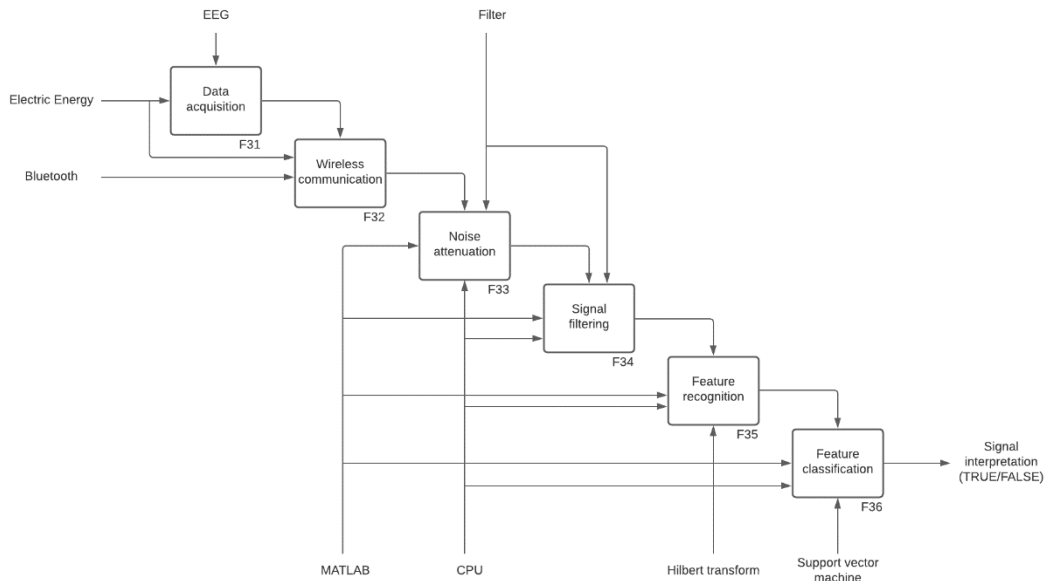 EEG
Filter
Electric Energy
Data
acquisition
F31
Bluetooth
Wireless
communication
F32
Noise
attenuation
F33
Signal
filtering
F34
Feature
recognition
F35
Feature
classification
F36
Signal
interpretation
(TRUE/FALSE)
MATLAB
CPU
Hilbert transform
Support vector
machine